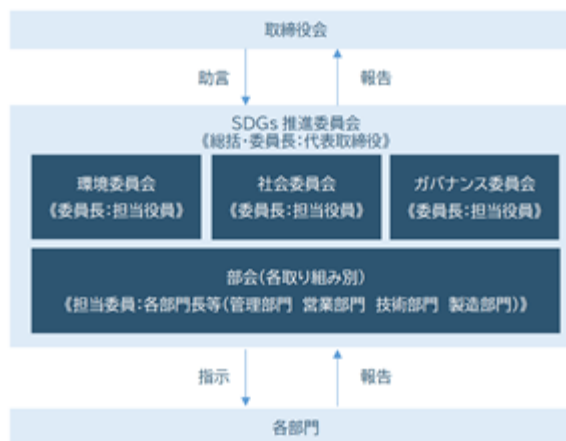 取締役会
助言
報告
SDGs 推進委員会
《総括・委員長：代表取締役》
環境委員会
《委員長：担当役員》
社会委員会
《委員長：担当役員》
ガバナンス委員会
《委員長：担当役員》
部会（各取り組み別）
《担当委員：各部門長等（管理部門 営業部門 技術部門 製造部門）》
指示
報告
各部門